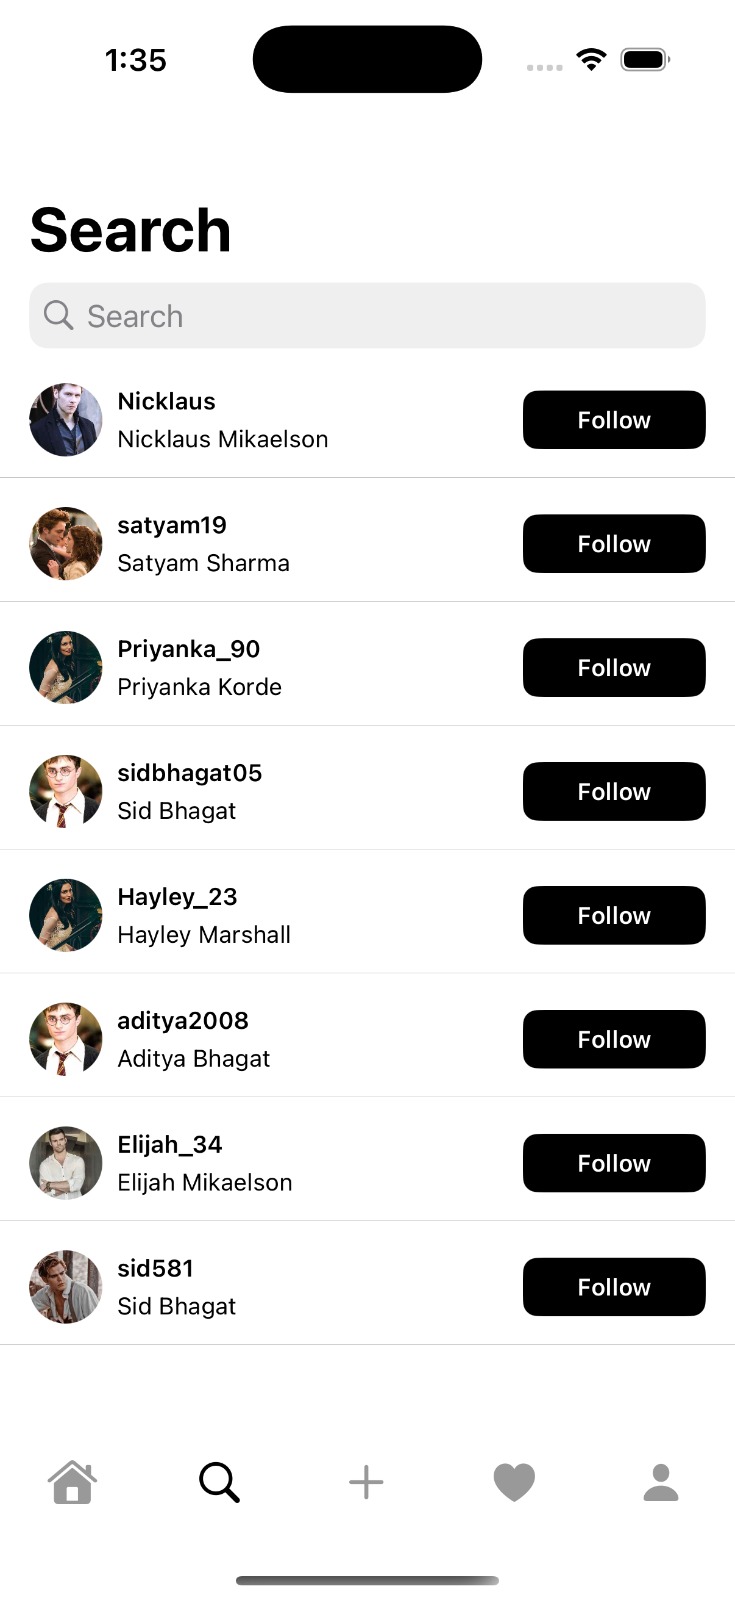 1:35
Search
Search
Nicklaus
Nicklaus Mikaelson
Follow
satyam19
Satyam Sharma
Follow
Priyanka_90
Priyanka Korde
Follow
sidbhagat05
Sid Bhagat
Follow
Hayley_23
Hayley Marshall
Follow
aditya2008
Aditya Bhagat
Follow
Elijah_34
Elijah Mikaelson
Follow
sid581
Sid Bhagat
Follow